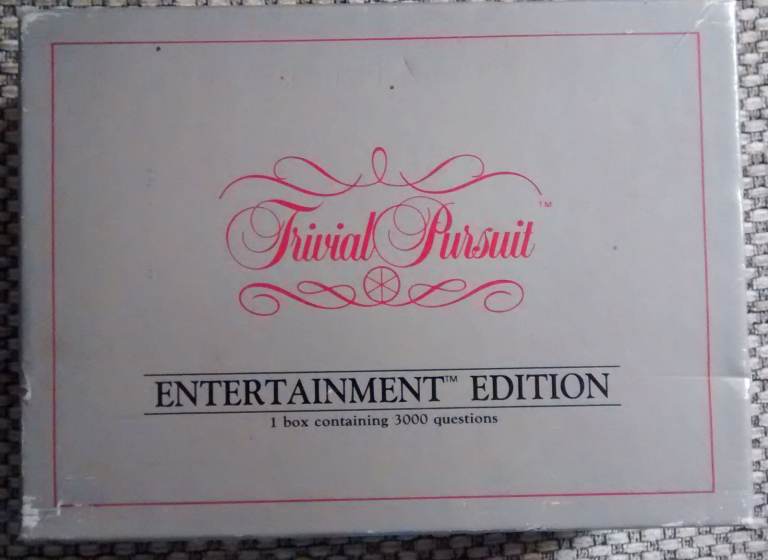 Trivial Pursuit™
ENTERTAINMENT™ EDITION
1 box containing 3000 questions